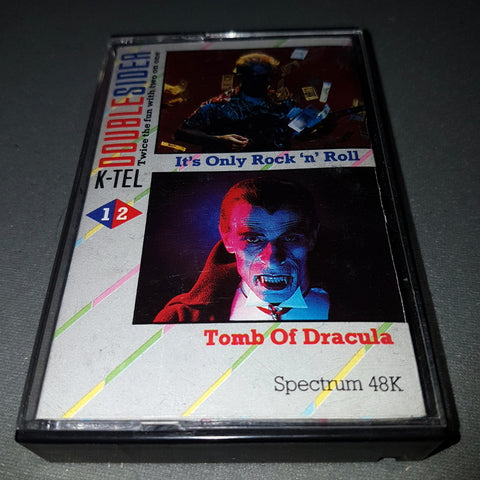 K-TEL DOUBLESIDER
Twice the fun with two on one
1 2
It's Only Rock 'n' Roll
Tomb Of Dracula
Spectrum 48K